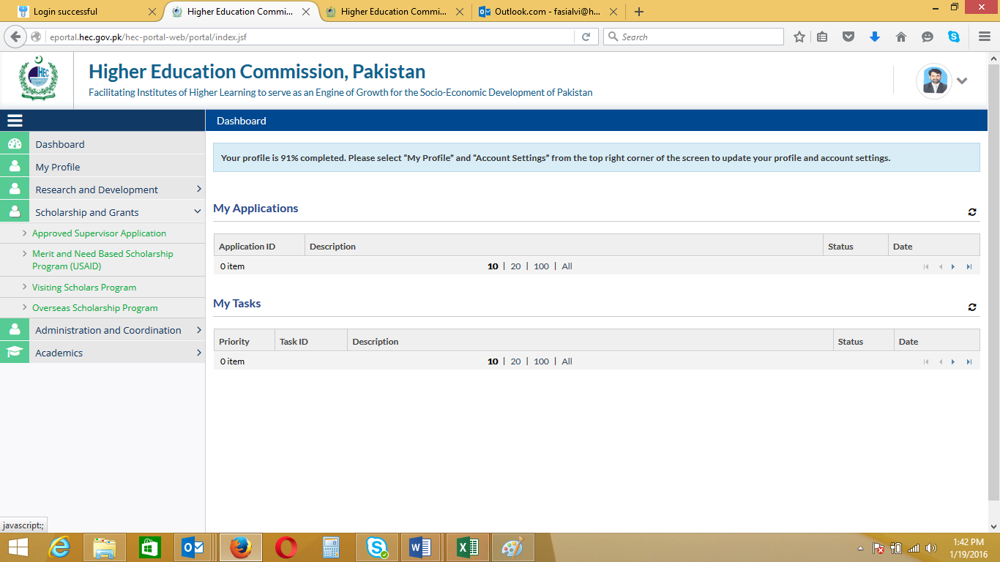 Login successful
Higher Education Commi...
Higher Education Commi...
Outlook.com - fasialvi@h...
eportal.hec.gov.pk/hec-portal-web/portal/index.jsf
Search
HEC
Higher Education Commission, Pakistan
Facilitating Institutes of Higher Learning to serve as an Engine of Growth for the Socio-Economic Development of Pakistan
Dashboard
Dashboard
My Profile
Research and Development
Scholarship and Grants
Approved Supervisor Application
Merit and Need Based Scholarship
Program (USAID)
Visiting Scholars Program
Overseas Scholarship Program
Administration and Coordination
Academics
Your profile is 91% completed. Please select “My Profile” and “Account Settings” from the top right corner of the screen to update your profile and account settings.
My Applications
Application ID Description Status Date
0 item 10 | 20 | 100 | All
My Tasks
Priority Task ID Description Status Date
0 item 10 | 20 | 100 | All
javascript:;
1:42 PM
1/19/2016